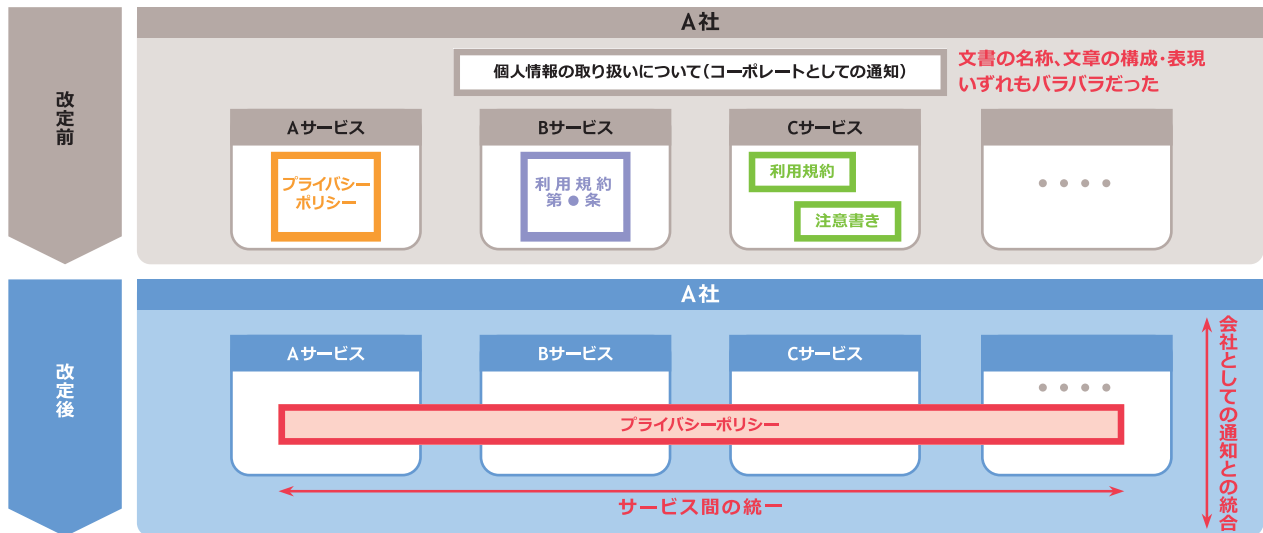 改定前
A社
個人情報の取り扱いについて（コーポレートとしての通知）
文書の名称、文章の構成・表現
いずれもバラバラだった
Aサービス
プライバシー
ポリシー
Bサービス
利用規約
第●条
Cサービス
利用規約
注意書き
● ● ● ●
改定後
A社
Aサービス
Bサービス
Cサービス
● ● ● ●
プライバシーポリシー
サービス間の統一
会社としての通知との統合